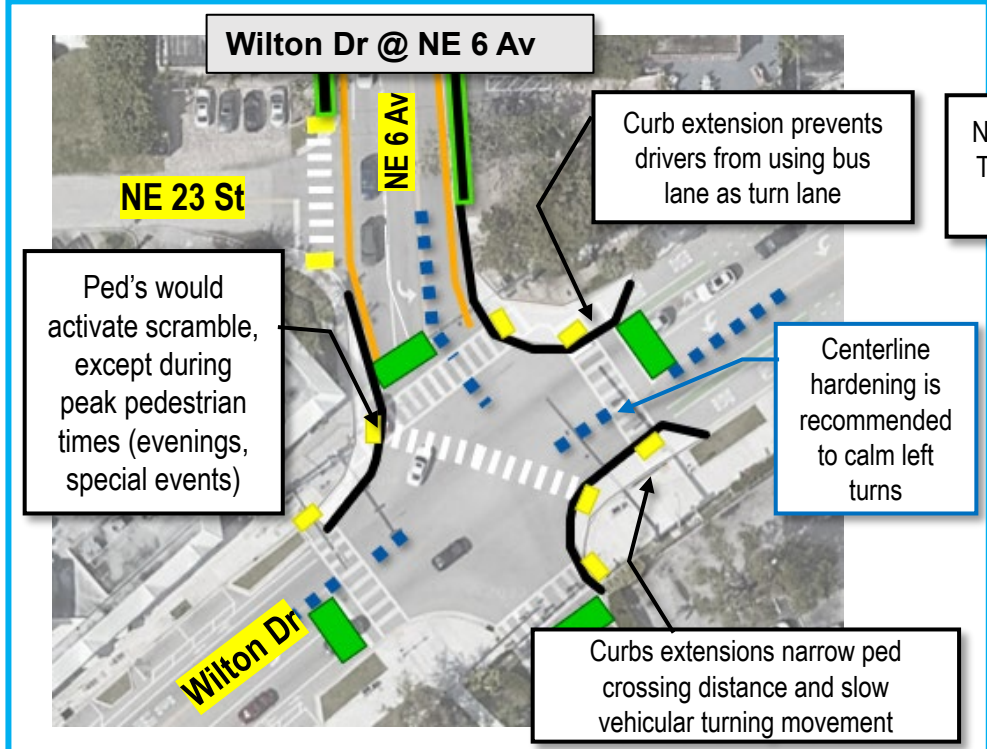 Wilton Dr @ NE 6 Av
NE 6 Av
NE 23 St
Curb extension prevents
drivers from using bus
lane as turn lane
N
T
Ped's would
activate scramble,
except during
peak pedestrian
times (evenings,
special events)
Centerline
hardening is
recommended
to calm left
turns
Wilton Dr
Curbs extensions narrow ped
crossing distance and slow
vehicular turning movement